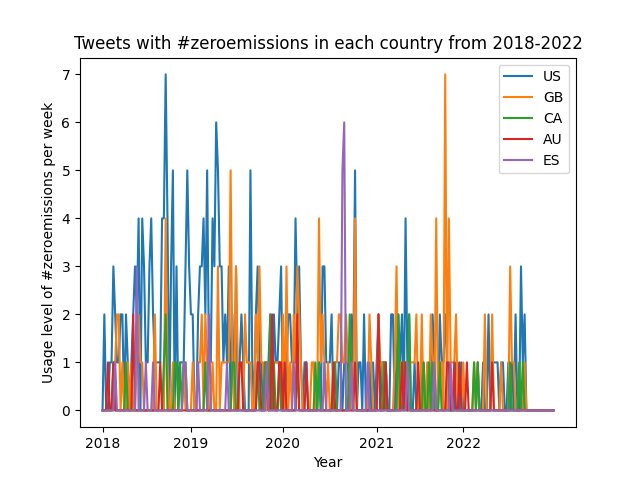 Tweets with #zeroemissions in each country from 2018-2022
US
GB
CA
AU
ES
Usage level of #zeroemissions per week
7
6
5
4
3
2
1
0
2018 2019 2020 2021 2022
Year